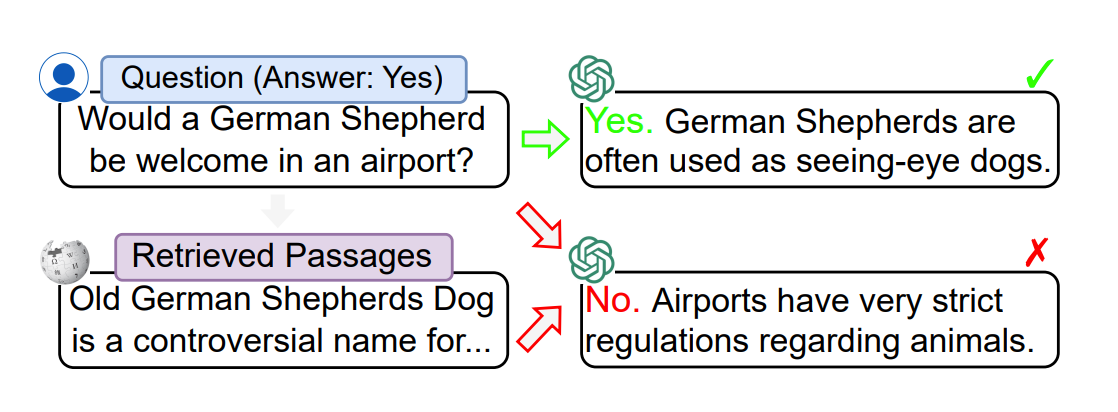 Question (Answer: Yes)
Would a German Shepherd
be welcome in an airport?
Yes. German Shepherds are
often used as seeing-eye dogs.
Retrieved Passages
Old German Shepherds Dog
is a controversial name for...
No. Airports have very strict
regulations regarding animals.